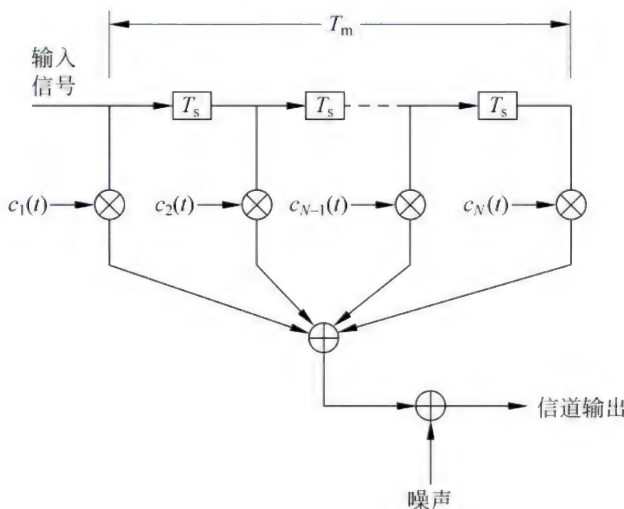 T_m
输入
信号
T_s T_s T_s
c_1(t) c_2(t) c_{N-1}(t) c_N(t)
信道输出
噪声